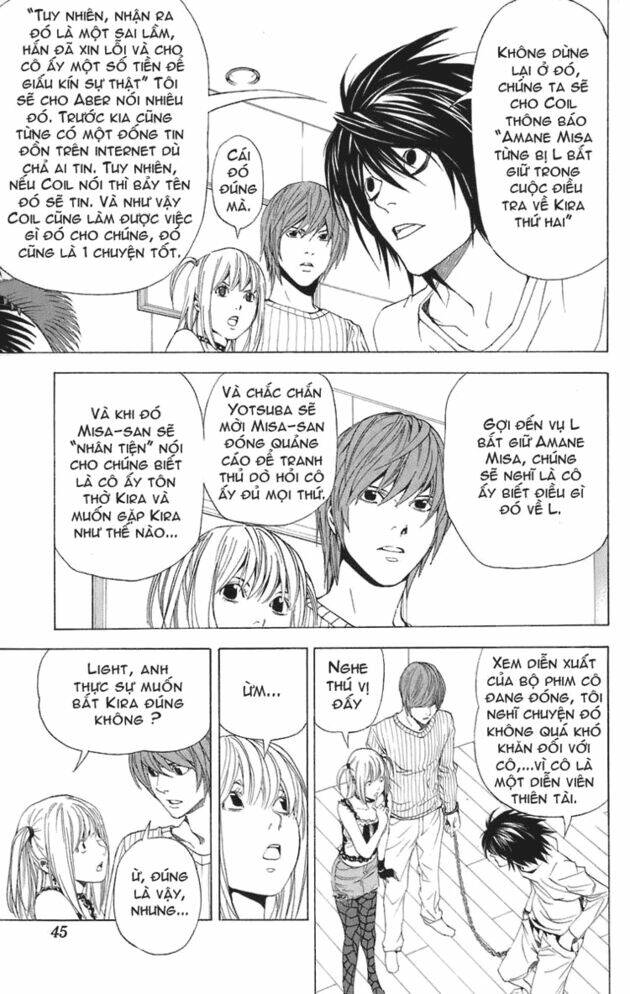 KHÔNG DỪNG
LẠI Ở ĐÓ,
CHÚNG TA SẼ
CHO COIL
THÔNG BÁO
“AMANE MISA
TỪNG BỊ L BẮT
GIỮ TRONG
CUỘC ĐIỀU
TRA VỀ KIRA
THỨ HAI”
CÁI
ĐÓ
ĐÚNG
MÀ.
“TUY NHIÊN, NHẬN RA
ĐÓ LÀ MỘT SAI LẦM,
HẮN ĐÃ XIN LỖI VÀ CHO
CÔ ẤY MỘT SỐ TIỀN ĐỂ
GIẤU KÍN SỰ THẬT” TÔI
SẼ CHO ABER NÓI NHIÊU
ĐÓ. TRƯỚC KIA CŨNG
TỪNG CÓ MỘT ĐỐNG TIN
ĐỒN TRÊN INTERNET DÙ
CHẢ AI TIN. TUY NHIÊN,
NẾU COIL NÓI THÌ BẢY TÊN
ĐÓ SẼ TIN. VÀ NHƯ VẬY
COIL CŨNG LÀM ĐƯỢC VIỆC
GÌ ĐÓ CHO CHÚNG, ĐÓ
CŨNG LÀ 1 CHUYỆN TỐT.
GỢI ĐẾN VỤ L
BẮT GIỮ AMANE
MISA, CHÚNG
SẼ NGHĨ LÀ CÔ
ẤY BIẾT ĐIỀU GÌ
ĐÓ VỀ L.
VÀ CHẮC CHẮN
YOTSUBA SẼ
MỜI MISA-SAN
ĐÓNG QUẢNG
CÁO ĐỂ TRANH
THỦ DÒ HỎI CÔ
ẤY ĐỦ MỌI THỨ.
VÀ KHI ĐÓ
MISA-SAN SẼ
“NHÂN TIỆN” NÓI
CHO CHÚNG BIẾT
LÀ CÔ ẤY TÔN
THỜ KIRA VÀ
MUỐN GẶP KIRA
NHƯ THẾ NÀO...
XEM DIỄN XUẤT
CỦA BỘ PHIM CÔ
ĐANG ĐÓNG, TÔI
NGHĨ CHUYỆN ĐÓ
KHÔNG QUÁ KHÓ
KHĂN ĐỐI VỚI
CÔ,...VÌ CÔ LÀ
MỘT DIỄN VIÊN
THIÊN TÀI.
NGHE
THÚ VỊ
ĐẤY
ỪM...
LIGHT, ANH
THỰC SỰ MUỐN
BẮT KIRA ĐÚNG
KHÔNG ?
Ừ, ĐÚNG
LÀ VẬY,
NHƯNG...
45